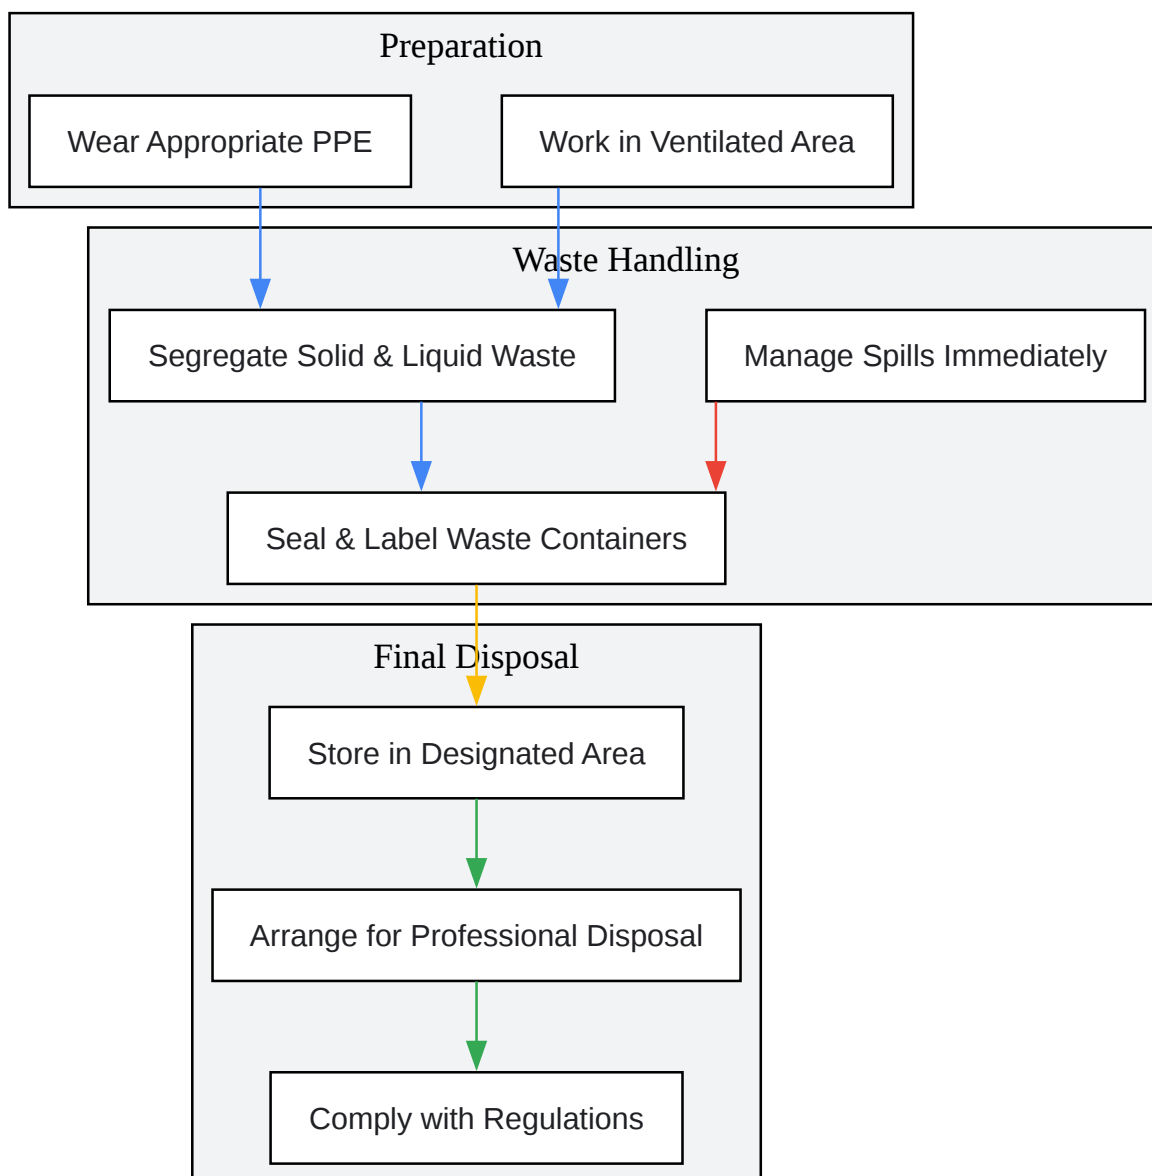 Preparation
Wear Appropriate PPE
Work in Ventilated Area
Waste Handling
Segregate Solid & Liquid Waste
Manage Spills Immediately
Seal & Label Waste Containers
Final Disposal
Store in Designated Area
Arrange for Professional Disposal
Comply with Regulations